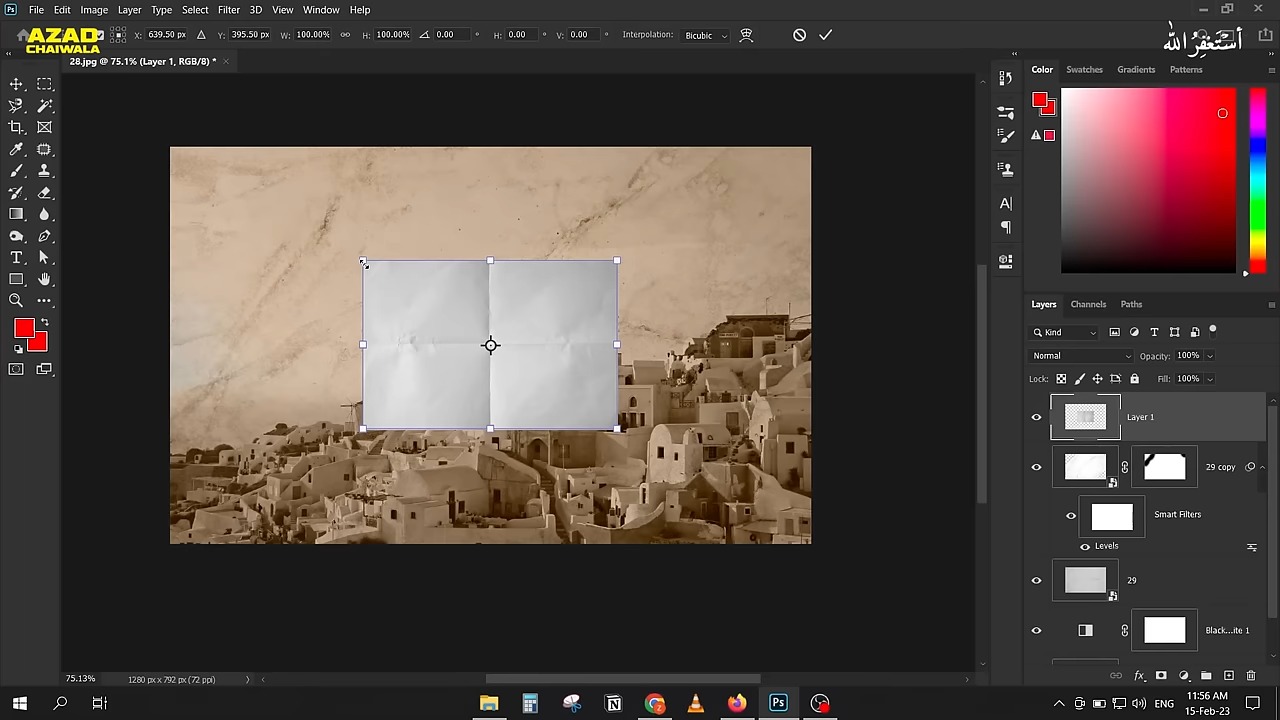 File Edit Image Layer Type Select Filter 3D View Window Help
AZAD
CHAIWALA
X: 639.50 px Y: 395.50 px W: 100.00% H: 100.00% 0.00 ° H: 0.00 ° V: 0.00 ° Interpolation: Bicubic
أستغفر الله
28.jpg @ 75.1% (Layer 1, RGB/8) *
Color Swatches Gradients Patterns
Layers Channels Paths
Kind
Normal Opacity: 100%
Lock: Fill: 100%
Layer 1
29 copy
Smart Filters
Levels
29
Black...ite 1
75.13% 1280 px x 792 px (72 ppi)
ENG
11:56 AM
15-Feb-23